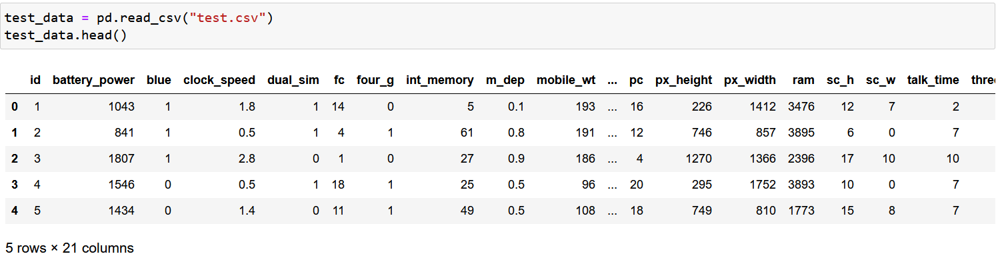 test_data = pd.read_csv("test.csv")
test_data.head()
id battery_power blue clock_speed dual_sim fc four_g int_memory m_dep mobile_wt ... pc px_height px_width ram sc_h sc_w talk_time three
0 1 1043 1 1.8 1 14 0 5 0.1 193 ... 16 226 1412 3476 12 7 2
1 2 841 1 0.5 1 4 1 61 0.8 191 ... 12 746 857 3895 6 0 7
2 3 1807 1 2.8 0 1 0 27 0.9 186 ... 4 1270 1366 2396 17 10 10
3 4 1546 0 0.5 1 18 1 25 0.5 96 ... 20 295 1752 3893 10 0 7
4 5 1434 0 1.4 0 11 1 49 0.5 108 ... 18 749 810 1773 15 8 7
5 rows × 21 columns